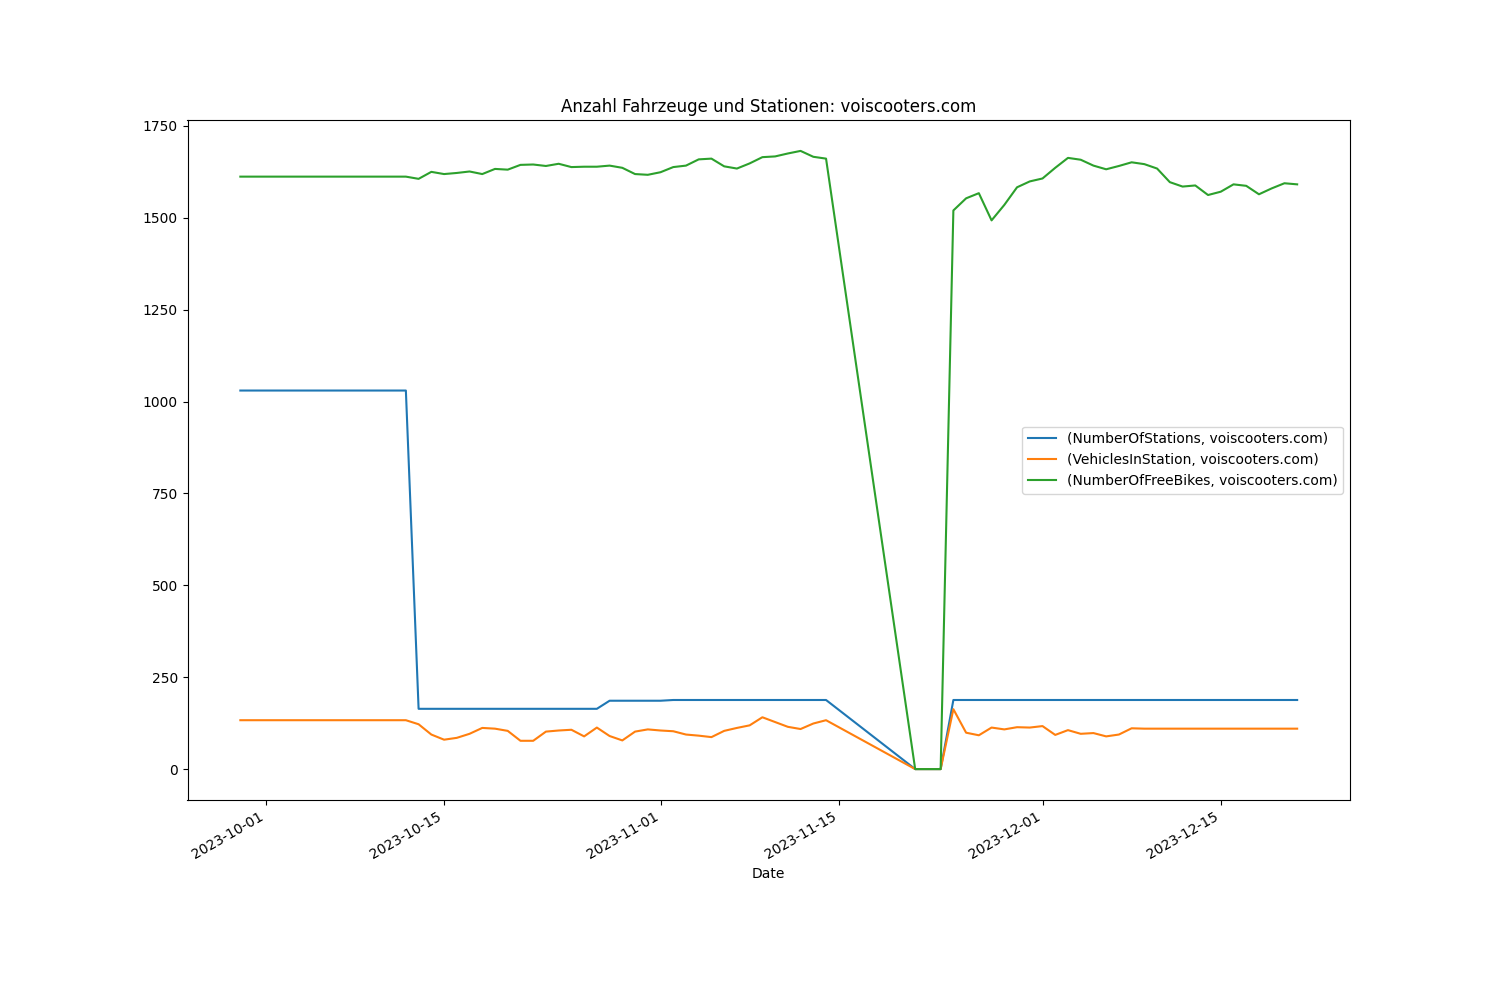 Anzahl Fahrzeuge und Stationen: voiscooters.com
1750
1500
1250
1000
750
500
250
0
(NumberOfStations, voiscooters.com)
(VehiclesInStation, voiscooters.com)
(NumberOfFreeBikes, voiscooters.com)
2023-10-01
2023-10-15
2023-11-01
2023-11-15
2023-12-01
2023-12-15
Date